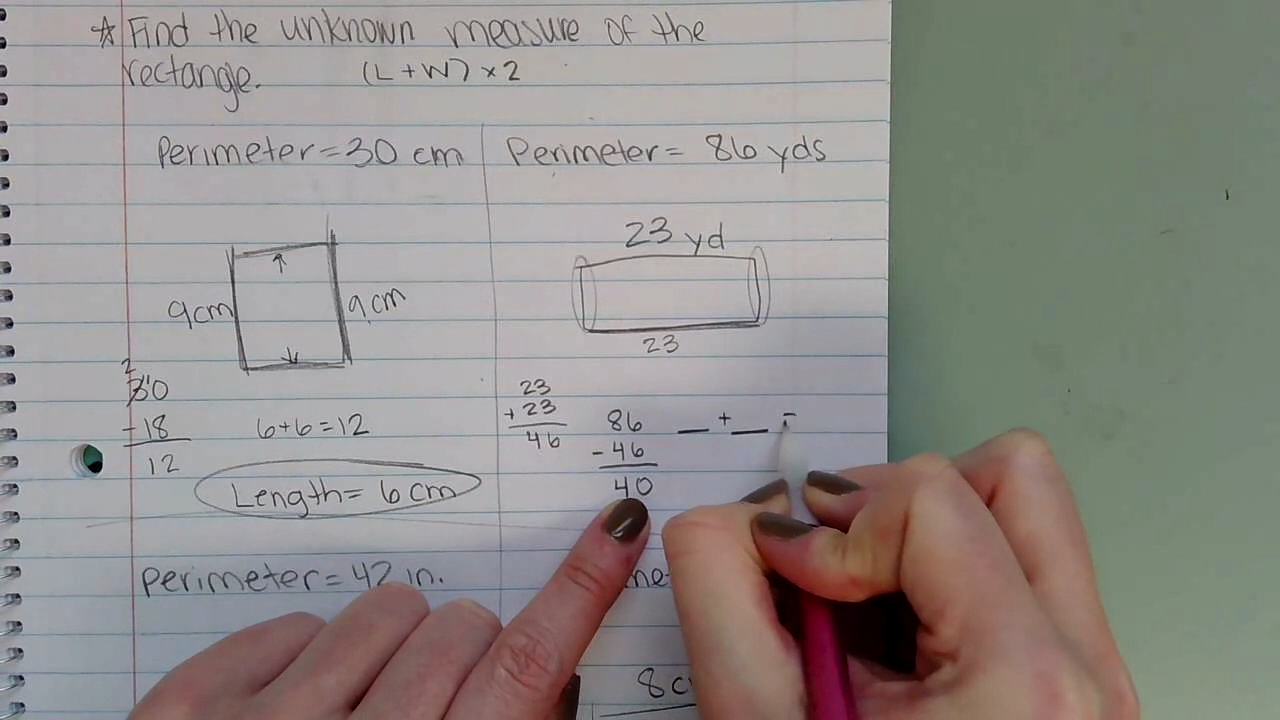 ☆ Find the unknown measure of the
rectangle. (L + W) × 2
Perimeter = 30 cm
9cm
9cm
30
- 18
12
6+6=12
Length = 6 cm
Perimeter = 86 yds
23 yd
23
23
+ 23
46
86
- 46
40
__ + __ =
perimeter = 42 in.
8